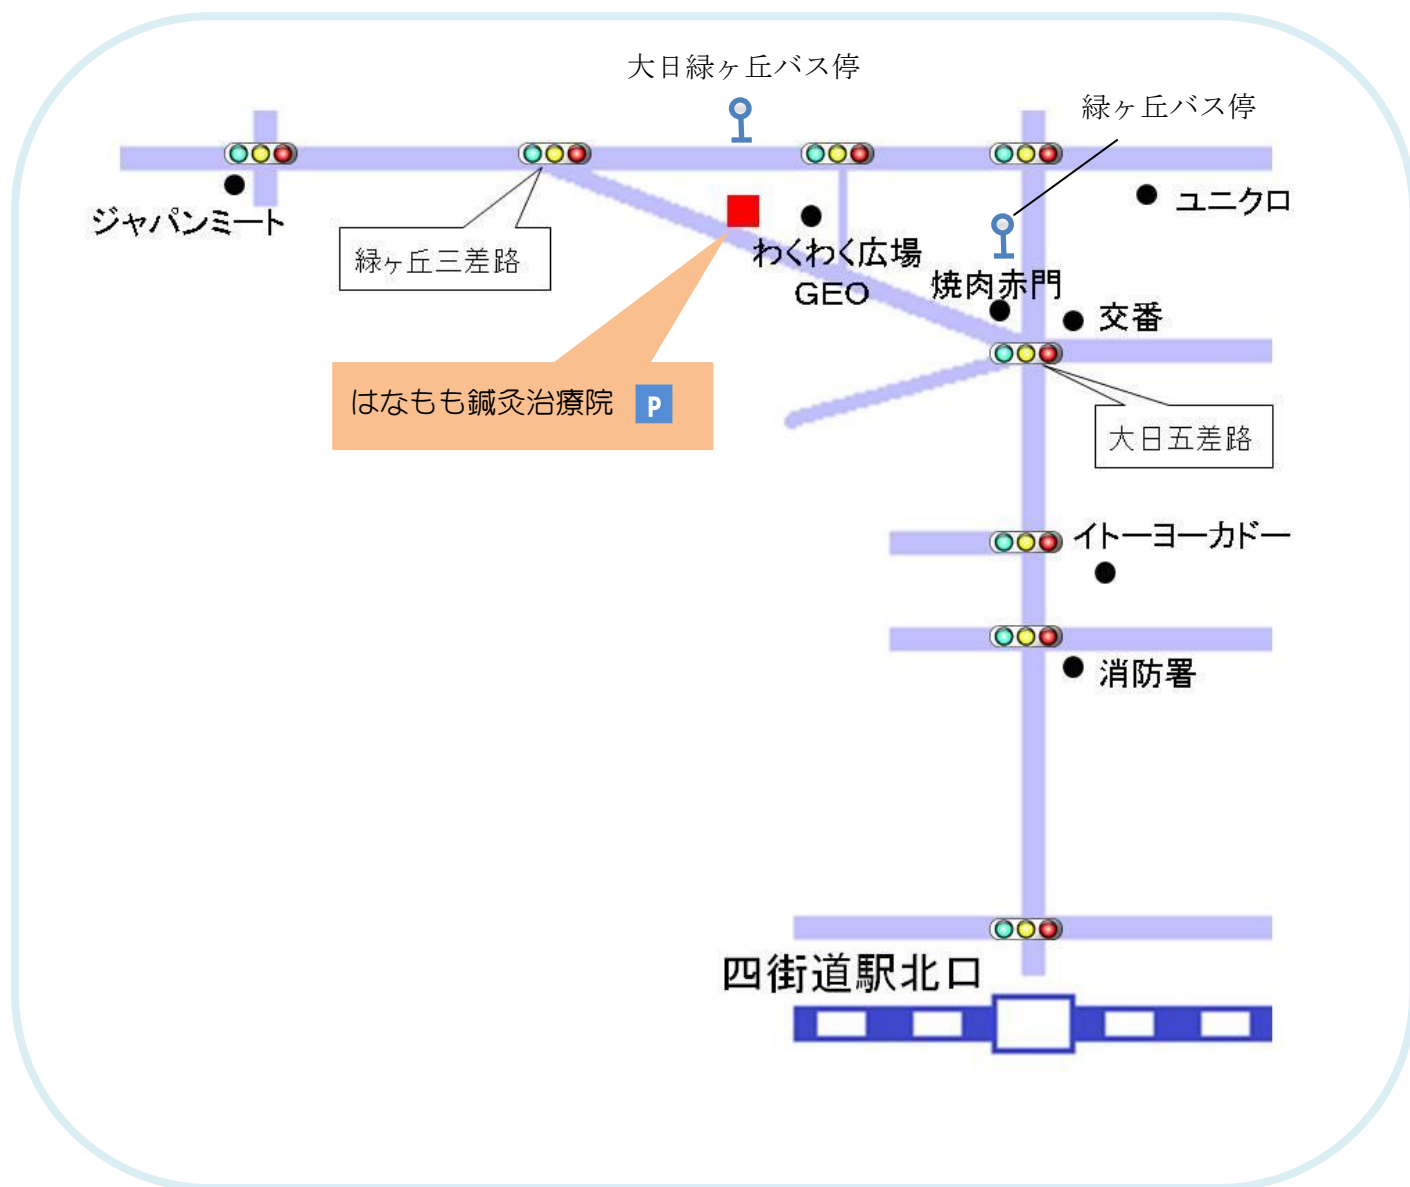 大日緑ヶ丘バス停
緑ヶ丘バス停
ジャパンミート
ユニクロ
緑ヶ丘三差路
わくわく広場
GEO
焼肉赤門
交番
はなもも鍼灸治療院 P
大日五差路
イトーヨーカドー
消防署
四街道駅北口